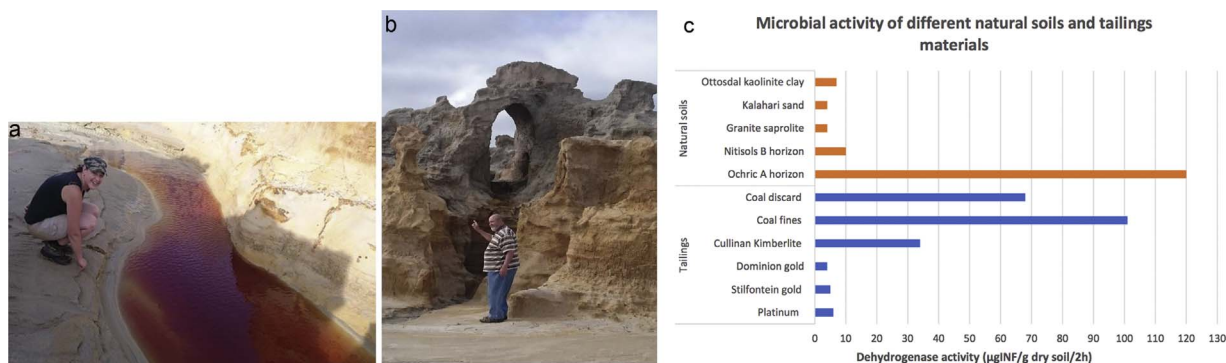 a
b
c
Microbial activity of different natural soils and tailings
materials
Natural soils
Ottosdal kaolinite clay
Kalahari sand
Granite saprolite
Nitisols B horizon
Ochric A horizon
Tailings
Coal discard
Coal fines
Cullinan Kimberlite
Dominion gold
Stilfontein gold
Platinum
0 10 20 30 40 50 60 70 80 90 100 110 120 130
Dehydrogenase activity (µgINF/g dry soil/2h)